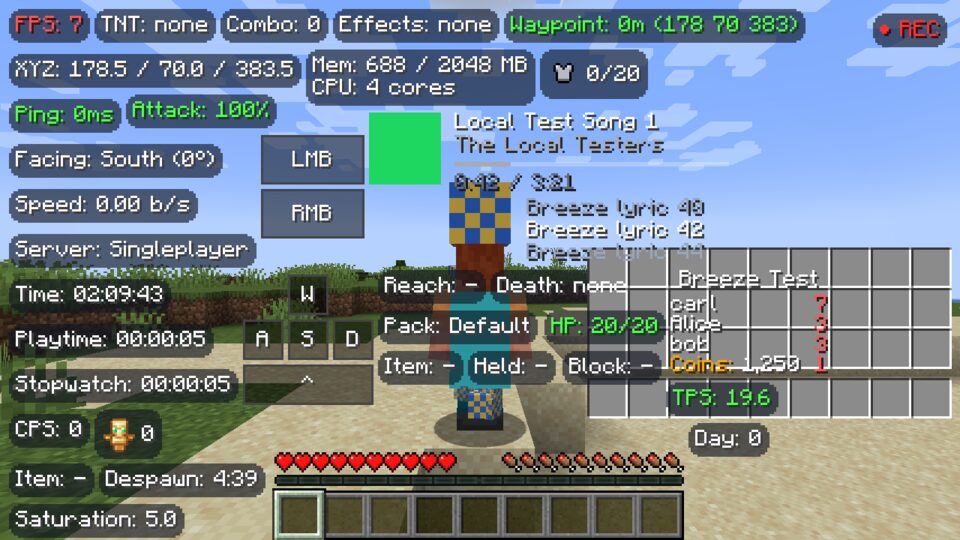 FPS: 7
TNT: none
Combo: 0
Effects: none
Waypoint: 0m (178 70 383)
REC
XYZ: 178.5 / 70.0 / 383.5
Mem: 688 / 2048 MB
CPU: 4 cores
0/20
Ping: 0ms
Attack: 100%
Local Test Song 1
The Local Testers
0:42 / 3:21
Facing: South (0°)
LMB
Speed: 0.00 b/s
RMB
Breeze lyric 40
Breeze lyric 42
Breeze lyric 44
Server: Singleplayer
Time: 02:09:43
W
Reach: - Death: none
Breeze Test
carl 7
Alice 3
bob 3
Coins: 1,250 1
Playtime: 00:00:05
A S D
Pack: Default
HP: 20/20
Item: -
Held: -
Block: -
Stopwatch: 00:00:05
^
TPS: 19.6
CPS: 0
0
Day: 0
Item: -
Despawn: 4:39
Saturation: 5.0